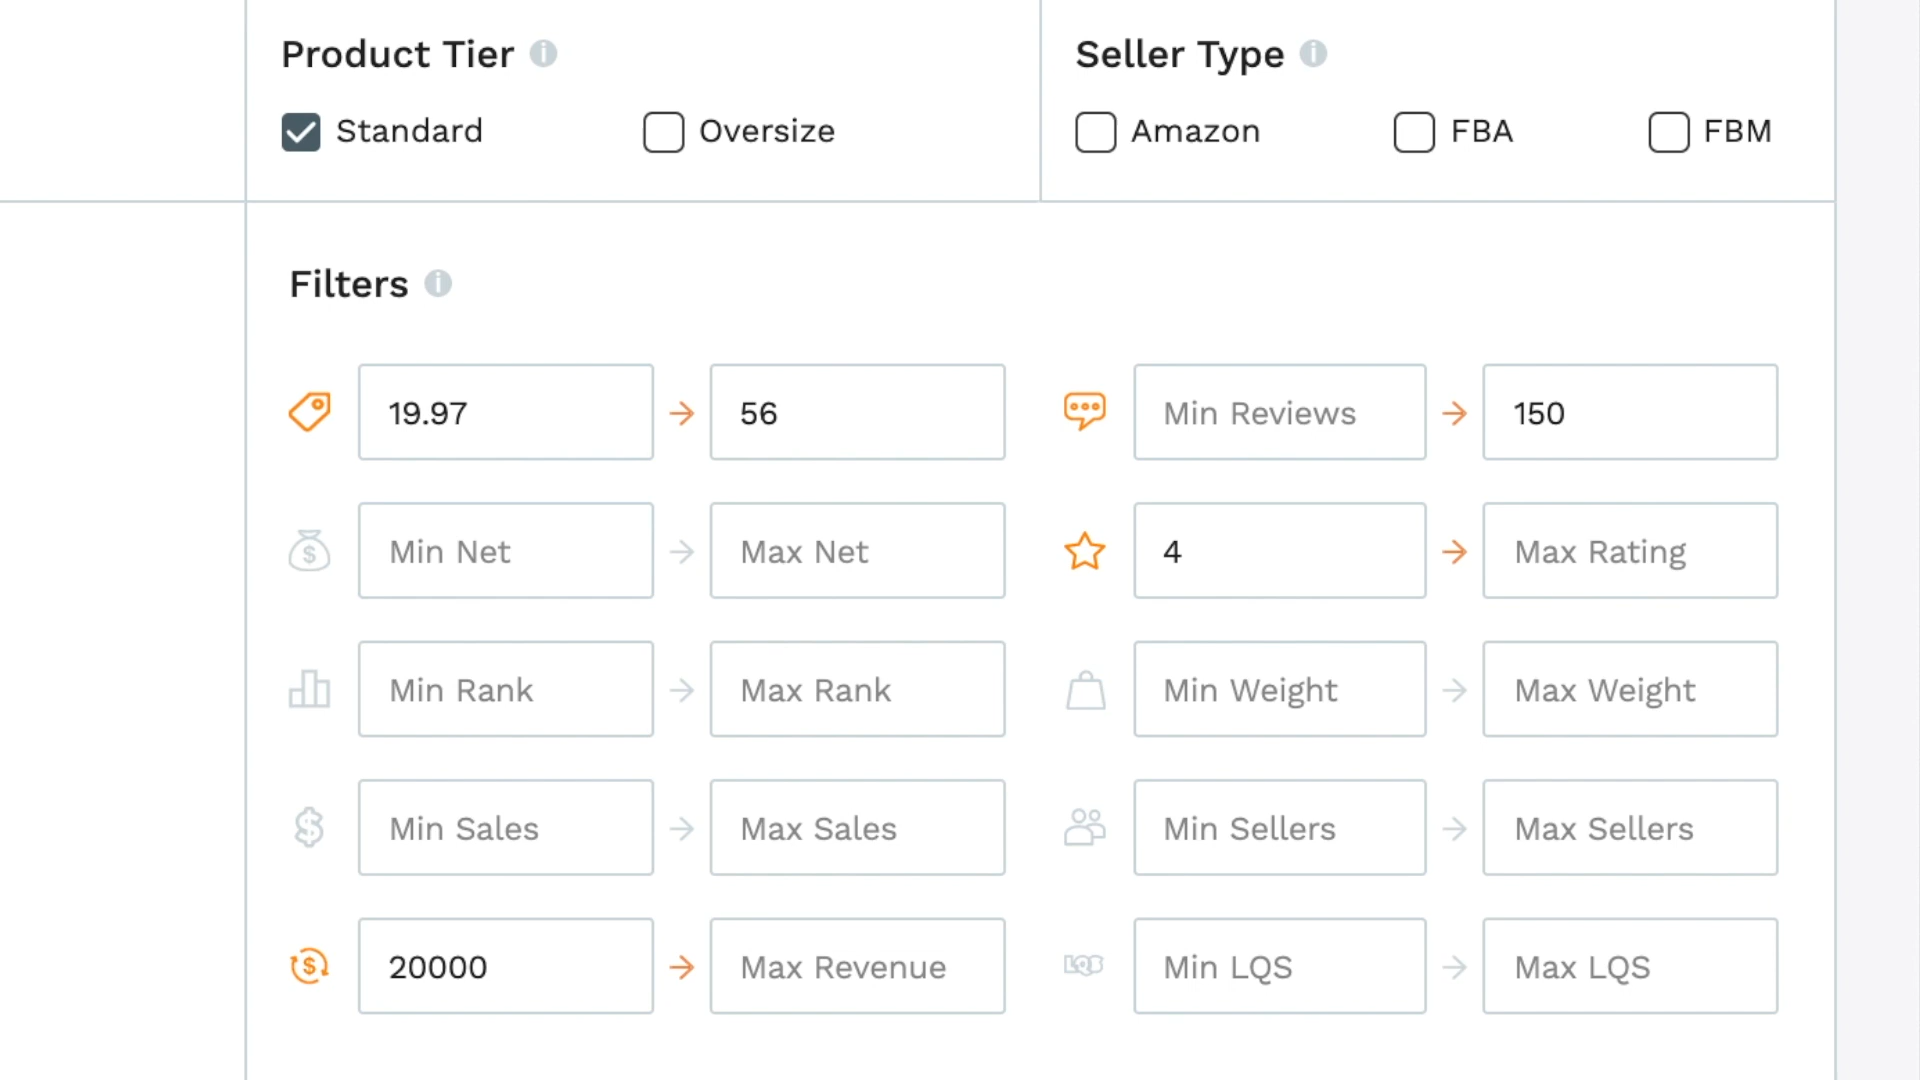 Product Tier
Standard
Oversize
Seller Type
Amazon
FBA
FBM
Filters
19.97
56
Min Reviews
150
Min Net
Max Net
4
Max Rating
Min Rank
Max Rank
Min Weight
Max Weight
Min Sales
Max Sales
Min Sellers
Max Sellers
20000
Max Revenue
LQS
Min LQS
Max LQS